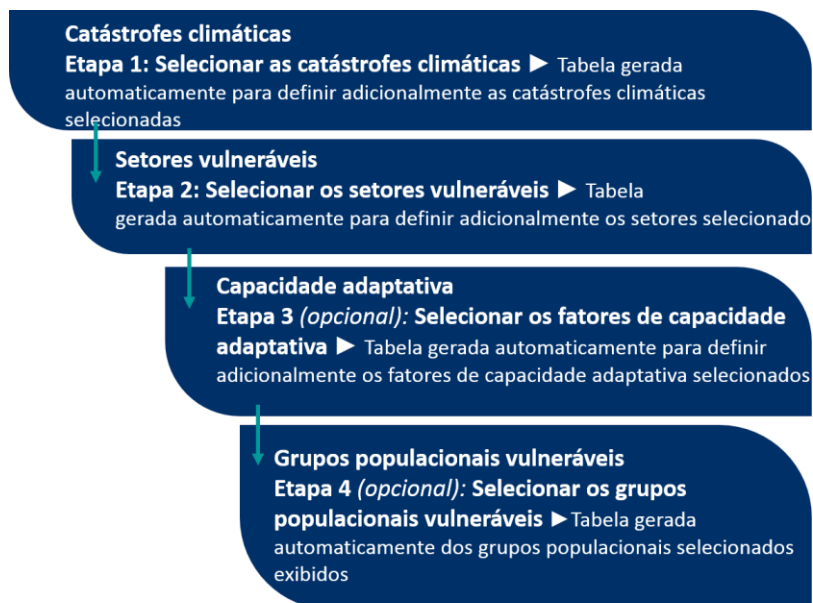 Catástrofes climáticas
Etapa 1: Selecionar as catástrofes climáticas ► Tabela gerada
automaticamente para definir adicionalmente as catástrofes climáticas
selecionadas
Setores vulneráveis
Etapa 2: Selecionar os setores vulneráveis ► Tabela
gerada automaticamente para definir adicionalmente os setores selecionado
Capacidade adaptativa
Etapa 3 (opcional): Selecionar os fatores de capacidade
adaptativa ► Tabela gerada automaticamente para definir
adicionalmente os fatores de capacidade adaptativa selecionados
Grupos populacionais vulneráveis
Etapa 4 (opcional): Selecionar os grupos
populacionais vulneráveis ►Tabela gerada
automaticamente dos grupos populacionais selecionados
exibidos